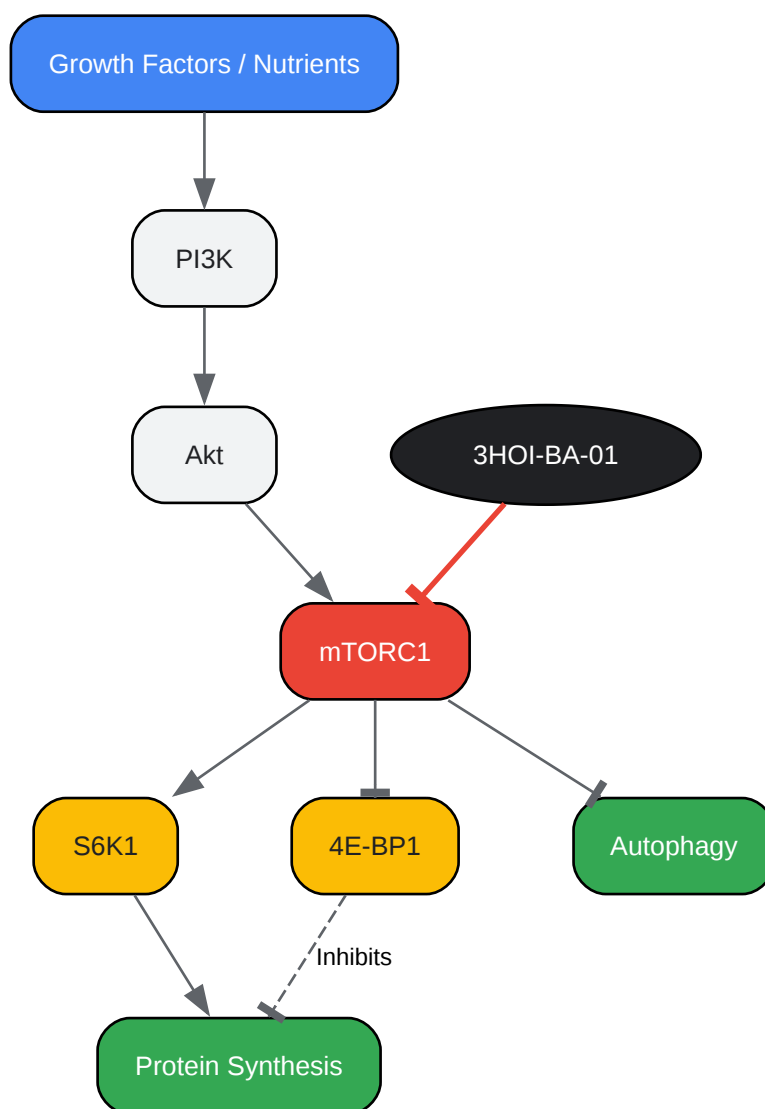 Growth Factors / Nutrients
PI3K
Akt
3HOI-BA-01
mTORC1
S6K1
4E-BP1
Autophagy
Inhibits
Protein Synthesis